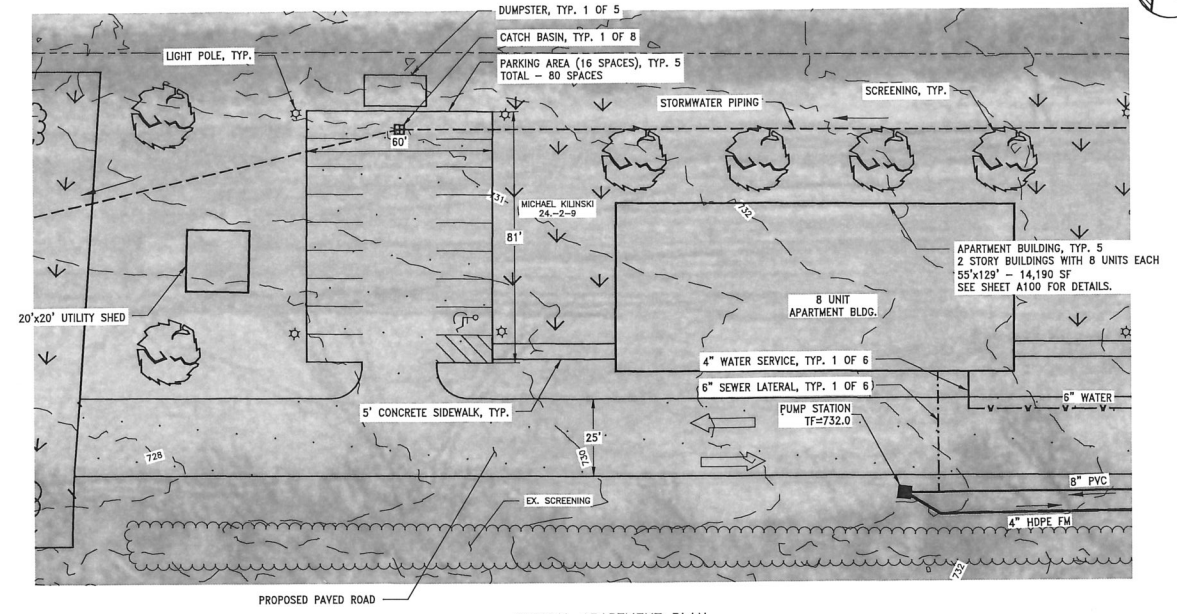 DUMPSTER, TYP. 1 OF 5
CATCH BASIN, TYP. 1 OF 8
LIGHT POLE, TYP.
PARKING AREA (16 SPACES), TYP. 5
TOTAL - 80 SPACES
STORMWATER PIPING
SCREENING, TYP.
60'
731
MICHAEL KILINSKI
24.-2-9
732
81'
APARTMENT BUILDING, TYP. 5
2 STORY BUILDINGS WITH 8 UNITS EACH
55'x129' - 14,190 SF
SEE SHEET A100 FOR DETAILS.
8 UNIT
APARTMENT BLDG.
20'x20' UTILITY SHED
4" WATER SERVICE, TYP. 1 OF 6
6" SEWER LATERAL, TYP. 1 OF 6
6" WATER
5' CONCRETE SIDEWALK, TYP.
PUMP STATION
TF=732.0
25'
728
730
8" PVC
EX. SCREENING
4" HDPE FM
732
PROPOSED PAVED ROAD